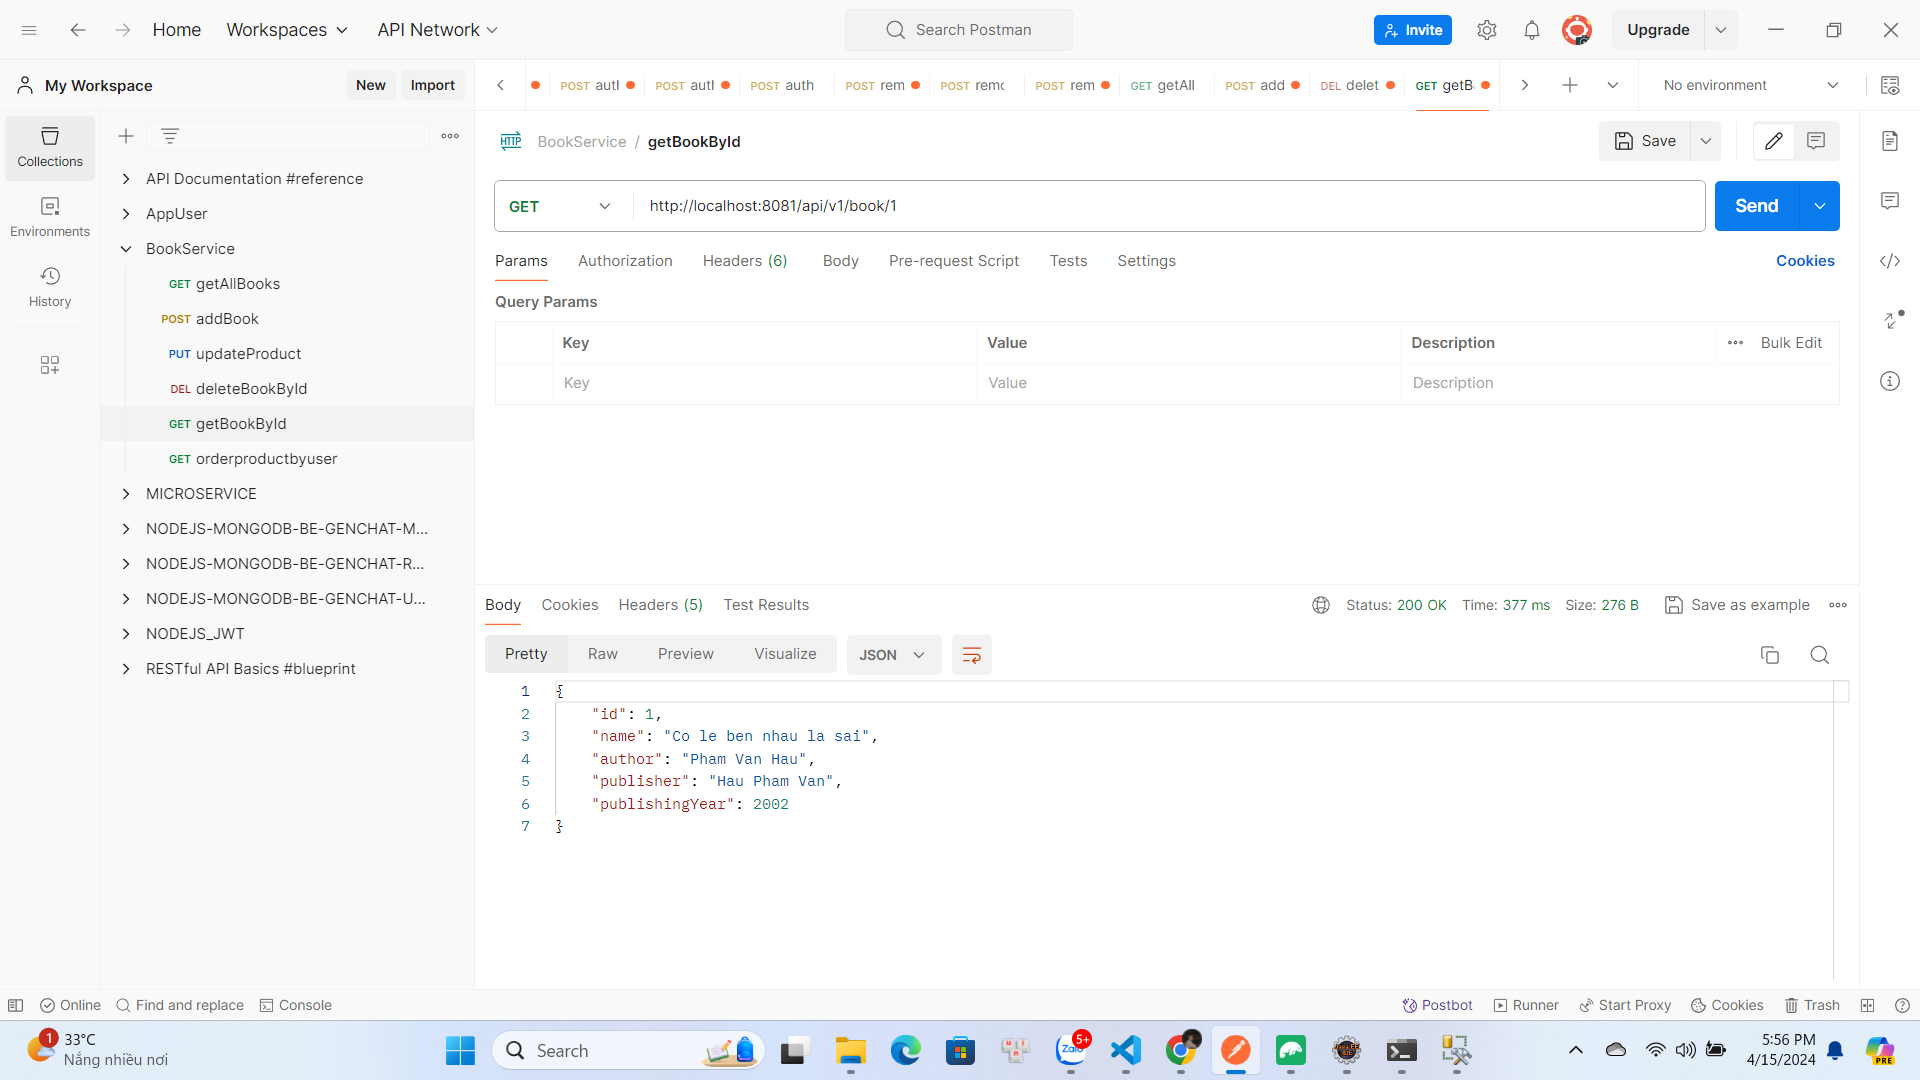 Home
Workspaces
API Network
Search Postman
Invite
Upgrade
My Workspace
New
Import
POST auth
POST auth
POST auth
POST rem
POST remo
POST rem
GET getAll
POST add
DEL delet
GET getB
No environment
Collections
Environments
History
API Documentation #reference
AppUser
BookService
GET getAllBooks
POST addBook
PUT updateProduct
DEL deleteBookById
GET getBookById
GET orderproductbyuser
MICROSERVICE
NODEJS-MONGODB-BE-GENCHAT-M...
NODEJS-MONGODB-BE-GENCHAT-R...
NODEJS-MONGODB-BE-GENCHAT-U...
NODEJS_JWT
RESTful API Basics #blueprint
HTTP BookService / getBookById
Save
GET http://localhost:8081/api/v1/book/1
Send
Params Authorization Headers (6) Body Pre-request Script Tests Settings
Cookies
Query Params
Key Value Description Bulk Edit
Key Value Description
Body Cookies Headers (5) Test Results
Status: 200 OK Time: 377 ms Size: 276 B Save as example
Pretty Raw Preview Visualize JSON
1 {
2 "id": 1,
3 "name": "Co le ben nhau la sai",
4 "author": "Pham Van Hau",
5 "publisher": "Hau Pham Van",
6 "publishingYear": 2002
7 }
Online Find and replace Console
Postbot Runner Start Proxy Cookies Trash
1
33°C
Nắng nhiều nơi
Search
Zalo
5+
PRE
5:56 PM
4/15/2024